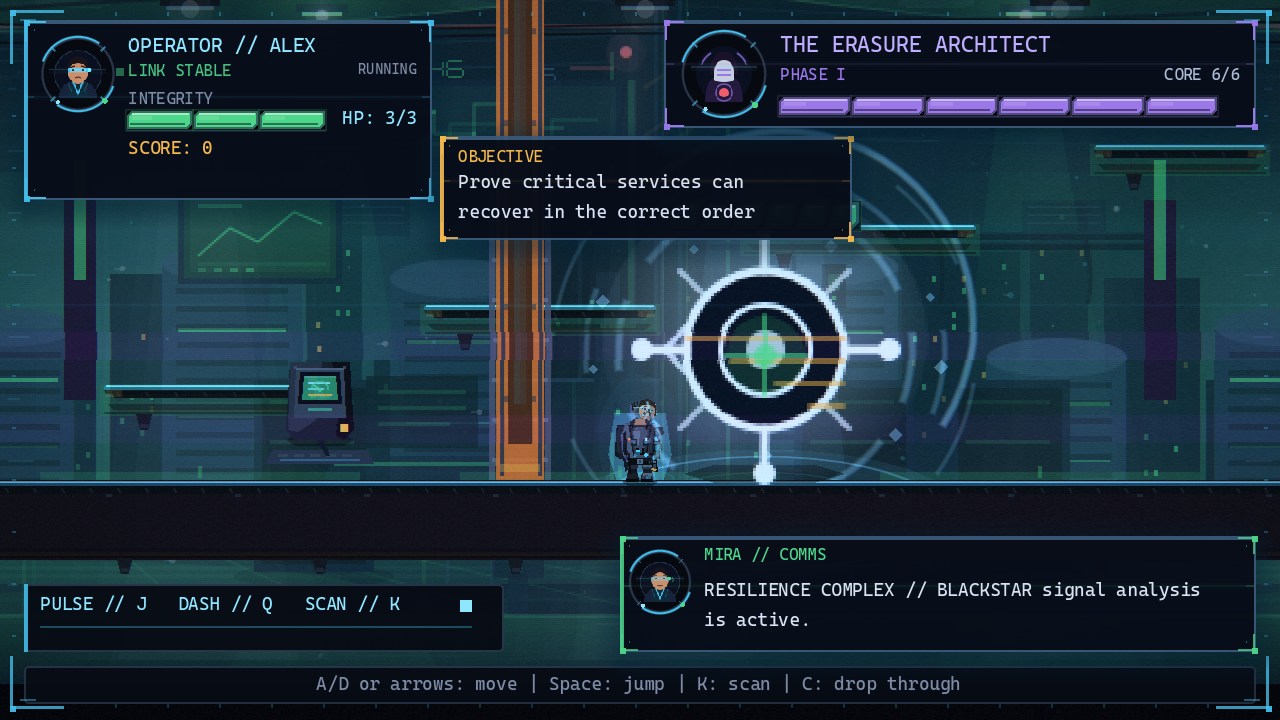 OPERATOR // ALEX
LINK STABLE
RUNNING
INTEGRITY
HP: 3/3
SCORE: 0
THE ERASURE ARCHITECT
PHASE I
CORE 6/6
OBJECTIVE
Prove critical services can
recover in the correct order
MIRA // COMMS
RESILIENCE COMPLEX // BLACKSTAR signal analysis
is active.
PULSE // J DASH // Q SCAN // K
A/D or arrows: move | Space: jump | K: scan | C: drop through